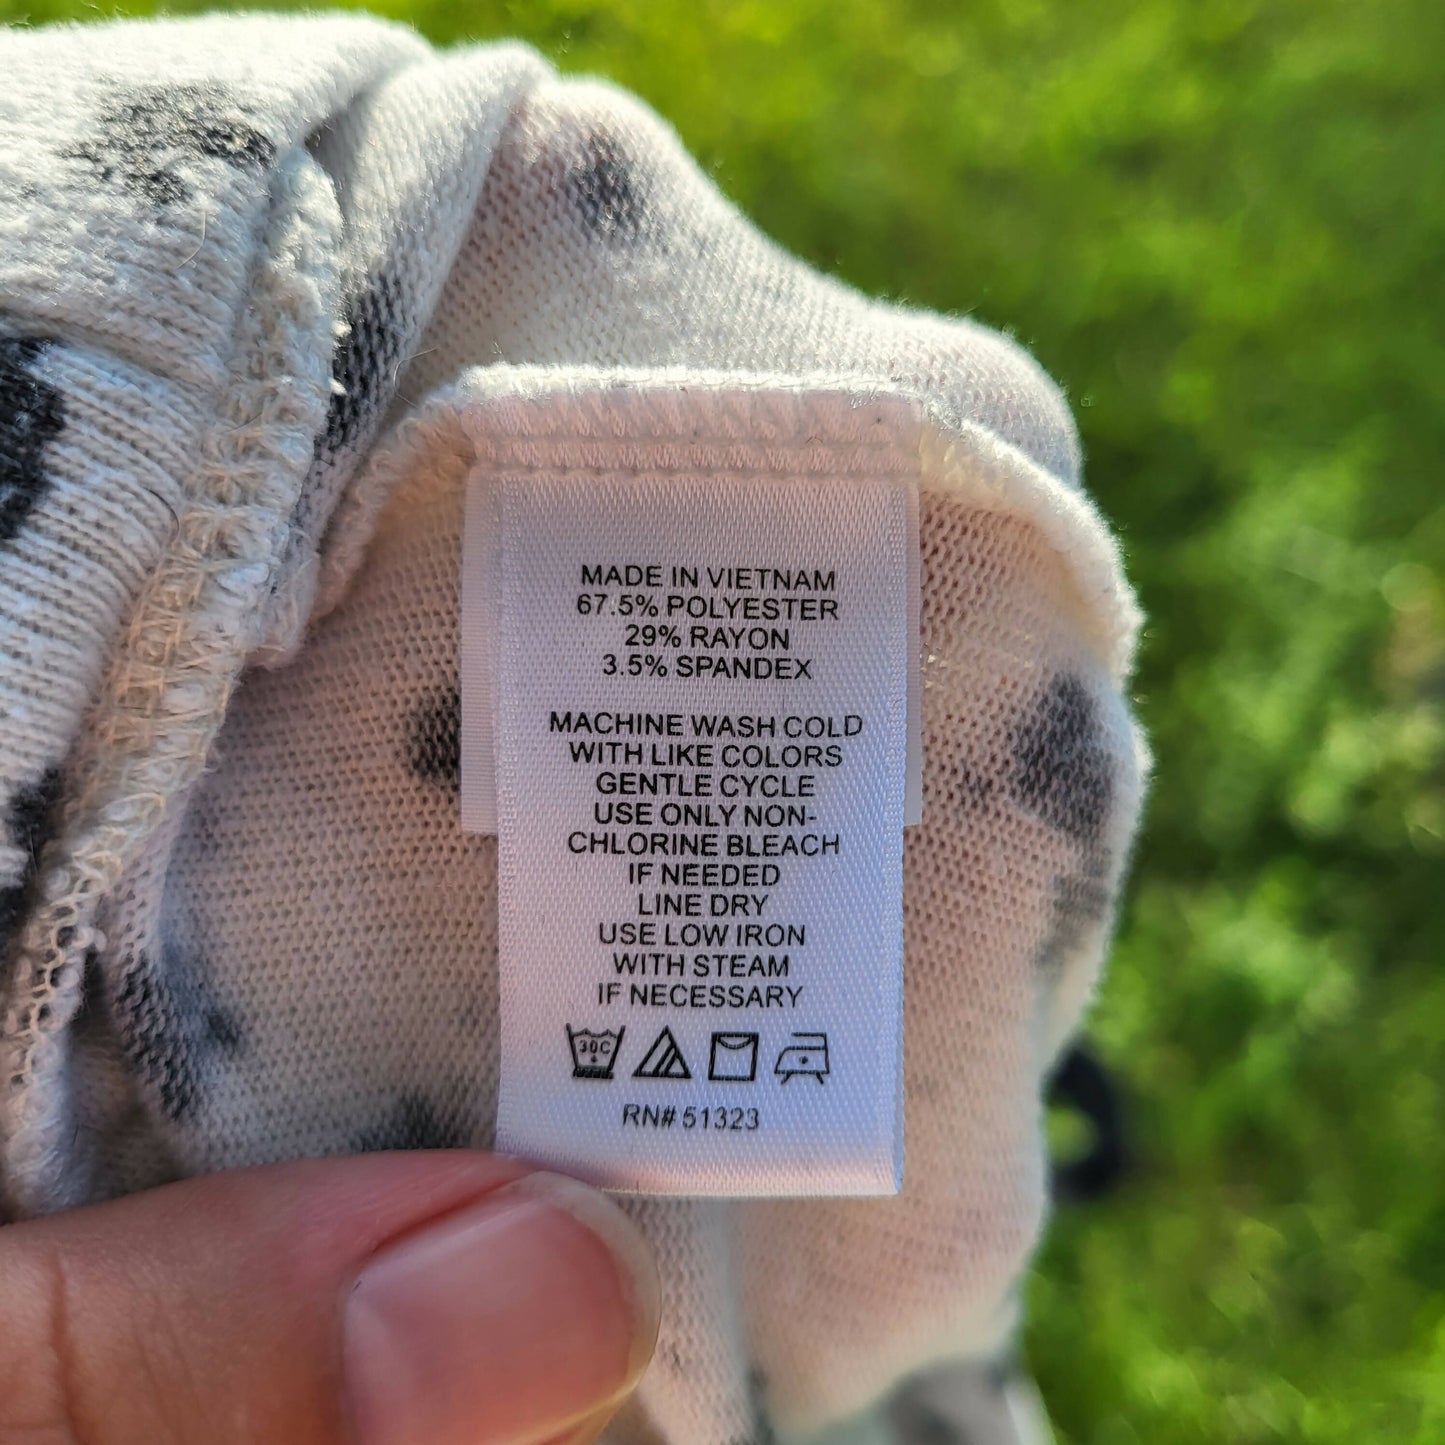 MADE IN VIETNAM
67.5% POLYESTER
29% RAYON
3.5% SPANDEX
MACHINE WASH COLD
WITH LIKE COLORS
GENTLE CYCLE
USE ONLY NON-
CHLORINE BLEACH
IF NEEDED
LINE DRY
USE LOW IRON
WITH STEAM
IF NECESSARY
30C
RN# 51323